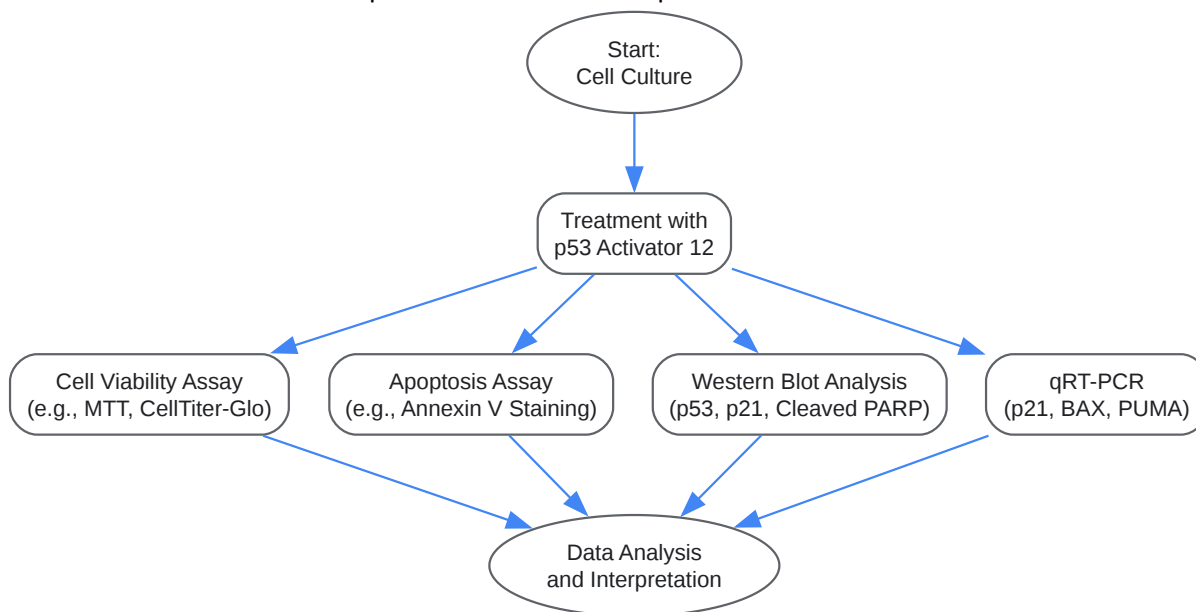 Start:
Cell Culture
Treatment with
p53 Activator 12
Cell Viability Assay
(e.g., MTT, CellTiter-Glo)
Apoptosis Assay
(e.g., Annexin V Staining)
Western Blot Analysis
(p53, p21, Cleaved PARP)
qRT-PCR
(p21, BAX, PUMA)
Data Analysis
and Interpretation